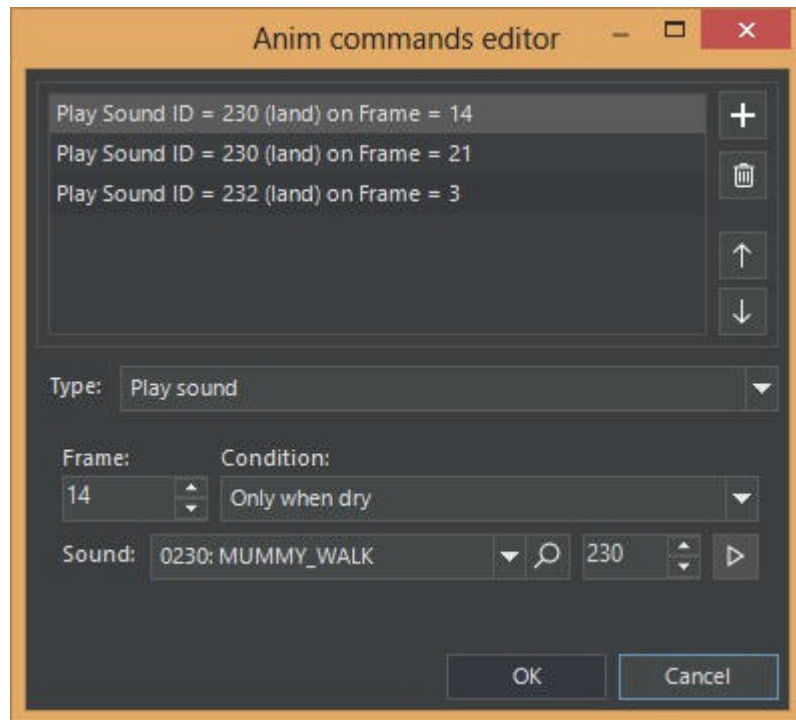 Anim commands editor
Play Sound ID = 230 (land) on Frame = 14
Play Sound ID = 230 (land) on Frame = 21
Play Sound ID = 232 (land) on Frame = 3
Type: Play sound
Frame: Condition:
14 Only when dry
Sound: 0230: MUMMY_WALK 230
OK Cancel